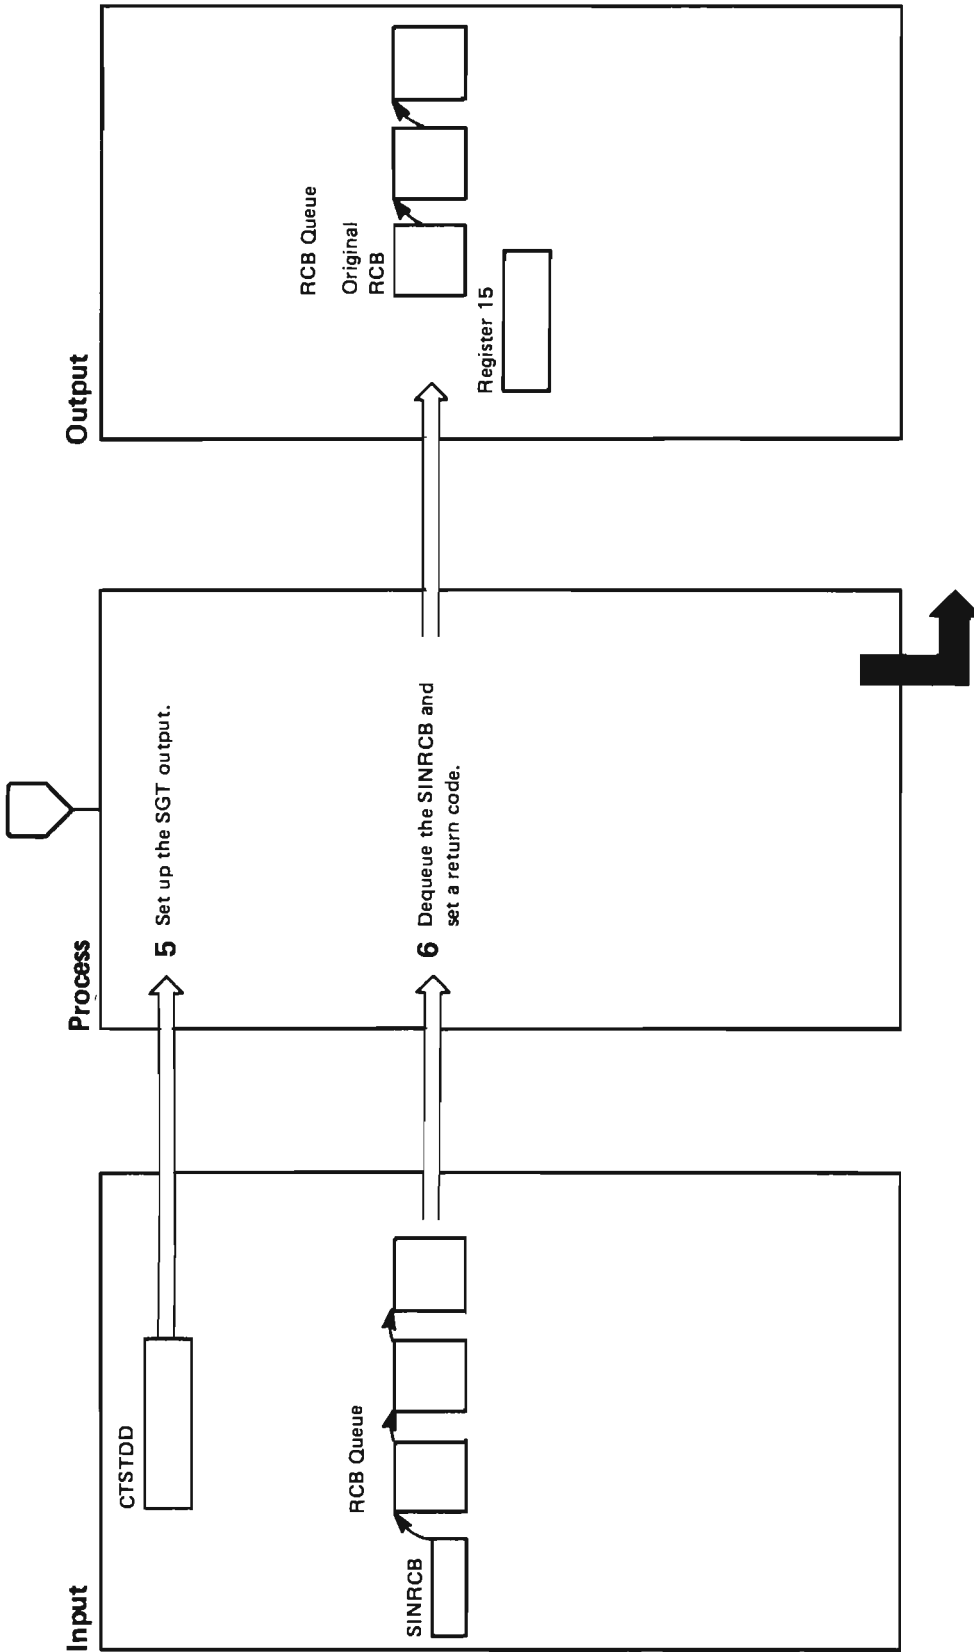 Input
CTSTDD
RCB Queue
SINRCB
Process
5 Set up the SGT output.
6 Dequeue the SINRCB and
set a return code.
Output
RCB Queue
Original
RCB
Register 15